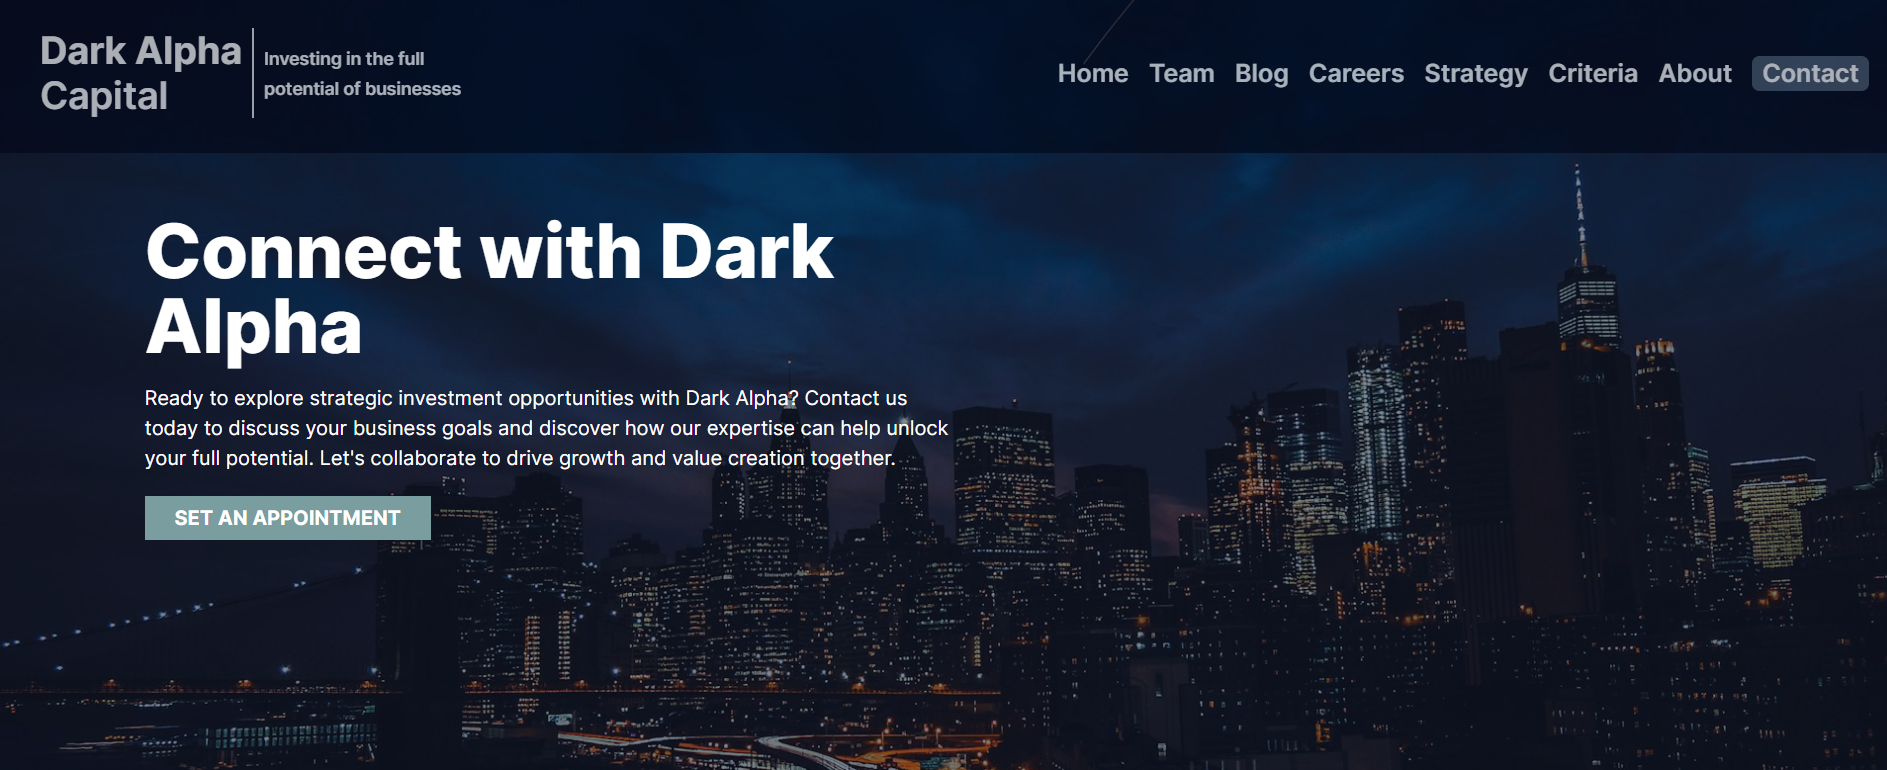 Dark Alpha
Capital
Investing in the full
potential of businesses
Home Team Blog Careers Strategy Criteria About Contact
Connect with Dark
Alpha
Ready to explore strategic investment opportunities with Dark Alpha? Contact us
today to discuss your business goals and discover how our expertise can help unlock
your full potential. Let's collaborate to drive growth and value creation together.
SET AN APPOINTMENT